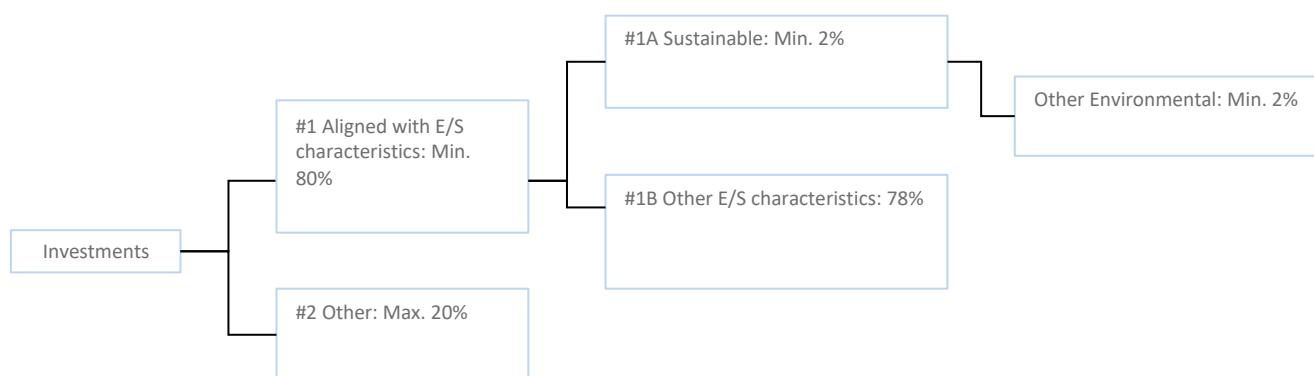 #1A Sustainable: Min. 2%
Other Environmental: Min. 2%
#1 Aligned with E/S
characteristics: Min.
80%
#1B Other E/S characteristics: 78%
Investments
#2 Other: Max. 20%